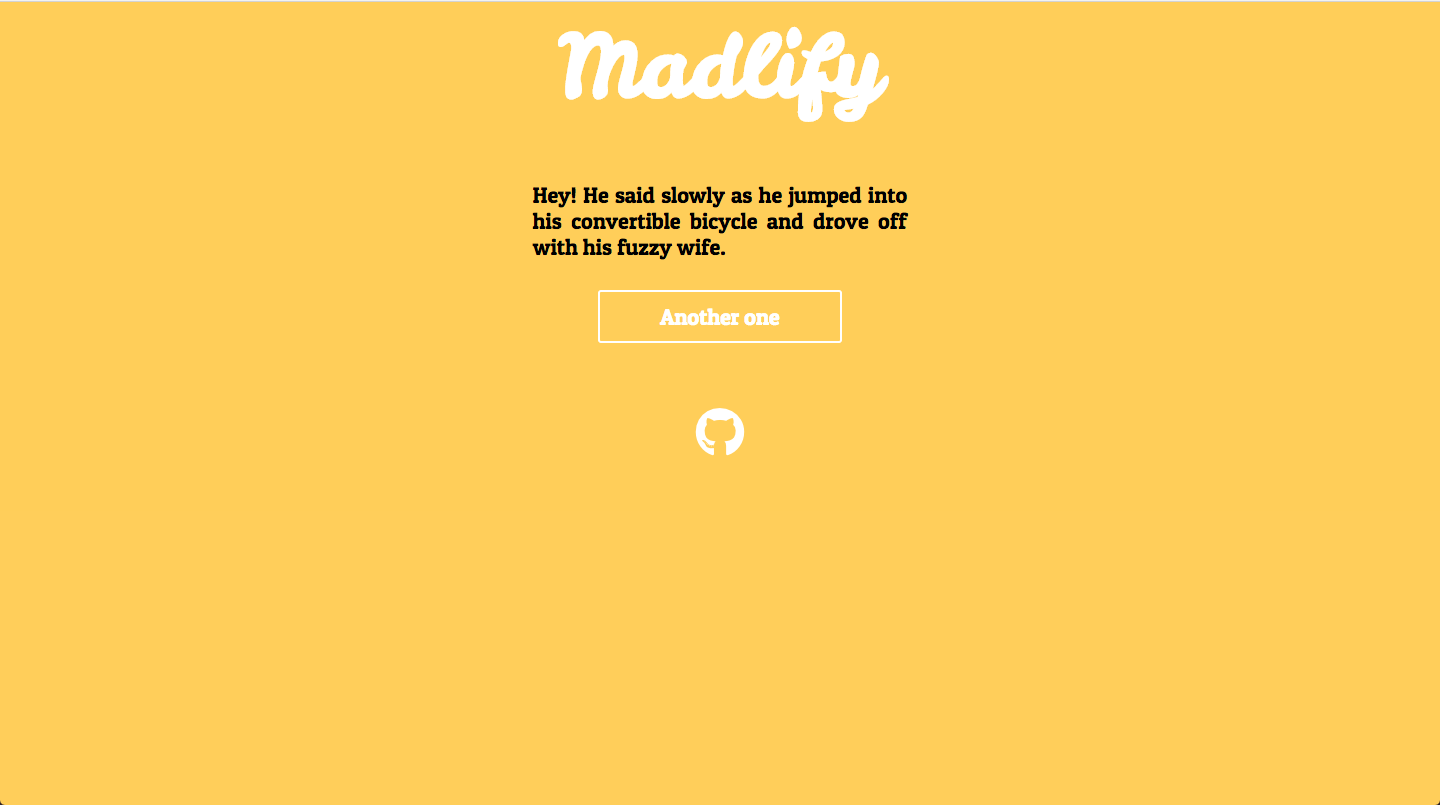 Madlify
Hey! He said slowly as he jumped into
his convertible bicycle and drove off
with his fuzzy wife.
Another one